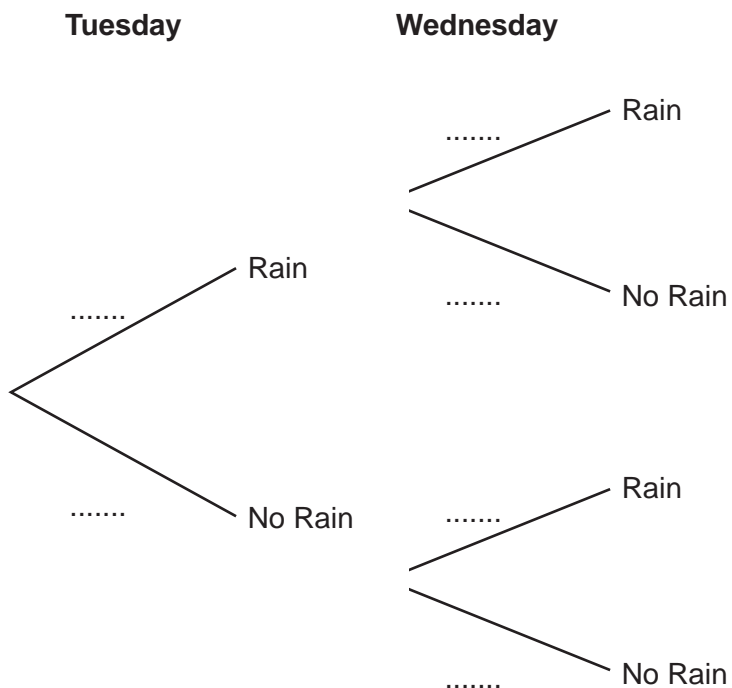 Tuesday Wednesday
Rain
.......
Rain
.......
No Rain
.......
Rain
.......
No Rain
.......
No Rain
.......